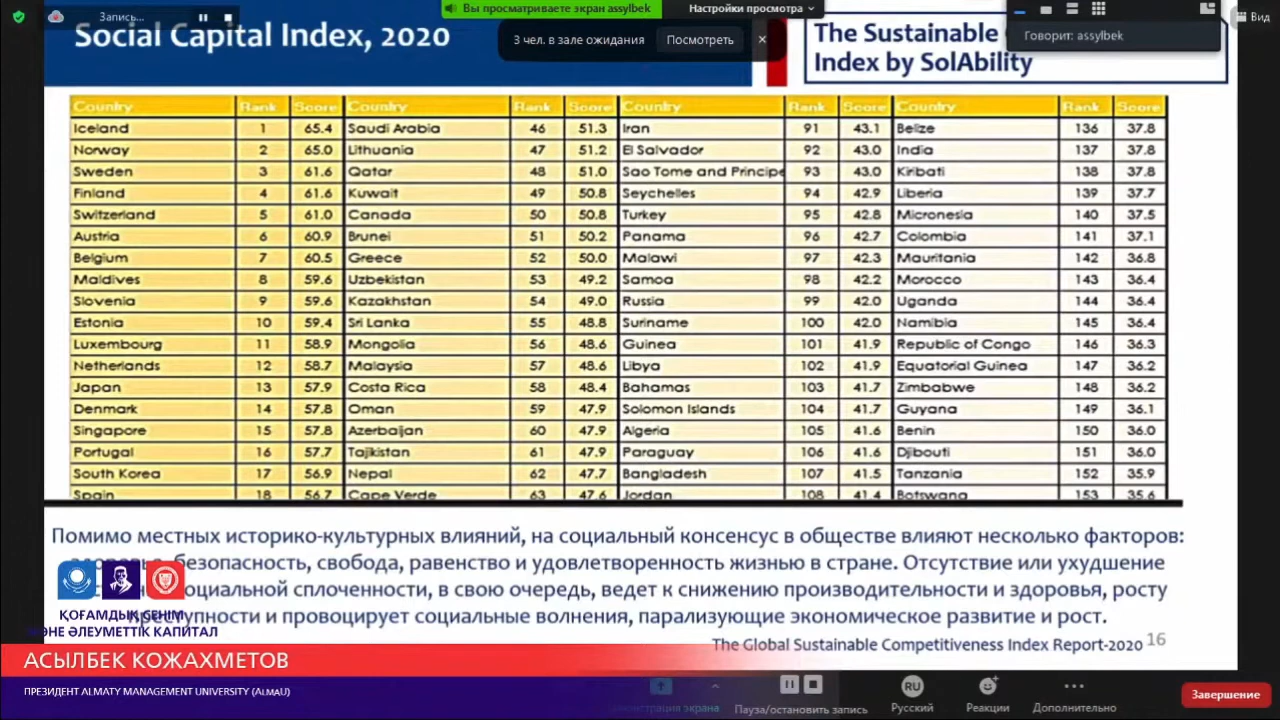 Запись...
Вы просматриваете экран assylbek
Настройки просмотра
Вид
3 чел. в зале ожидания
Посмотреть
Говорит: assylbek
Social Capital Index, 2020
The Sustainable
Index by SolAbility
Country Rank Score Country Rank Score Country Rank Score Country Rank Score
Iceland 1 65.4 Saudi Arabia 46 51.3 Iran 91 43.1 Belize 136 37.8
Norway 2 65.0 Lithuania 47 51.2 El Salvador 92 43.0 India 137 37.8
Sweden 3 61.6 Qatar 48 51.0 Sao Tome and Principe 93 43.0 Kiribati 138 37.8
Finland 4 61.6 Kuwait 49 50.8 Seychelles 94 42.9 Liberia 139 37.7
Switzerland 5 61.0 Canada 50 50.8 Turkey 95 42.8 Micronesia 140 37.5
Austria 6 60.9 Brunei 51 50.2 Panama 96 42.7 Colombia 141 37.1
Belgium 7 60.5 Greece 52 50.0 Malawi 97 42.3 Mauritania 142 36.8
Maldives 8 59.6 Uzbekistan 53 49.2 Samoa 98 42.2 Morocco 143 36.4
Slovenia 9 59.6 Kazakhstan 54 49.0 Russia 99 42.0 Uganda 144 36.4
Estonia 10 59.4 Sri Lanka 55 48.8 Suriname 100 42.0 Namibia 145 36.4
Luxembourg 11 58.9 Mongolia 56 48.6 Guinea 101 41.9 Republic of Congo 146 36.3
Netherlands 12 58.7 Malaysia 57 48.6 Libya 102 41.9 Equatorial Guinea 147 36.2
Japan 13 57.9 Costa Rica 58 48.4 Bahamas 103 41.7 Zimbabwe 148 36.2
Denmark 14 57.8 Oman 59 47.9 Solomon Islands 104 41.7 Guyana 149 36.1
Singapore 15 57.8 Azerbaijan 60 47.9 Algeria 105 41.6 Benin 150 36.0
Portugal 16 57.7 Tajikistan 61 47.9 Paraguay 106 41.6 Djibouti 151 36.0
South Korea 17 56.9 Nepal 62 47.7 Bangladesh 107 41.5 Tanzania 152 35.9
Spain 18 56.7 Cape Verde 63 47.6 Jordan 108 41.4 Botswana 153 35.6
Помимо местных историко-культурных влияний, на социальный консенсус в обществе влияют несколько факторов:
безопасность, свобода, равенство и удовлетворенность жизнью в стране. Отсутствие или ухудшение
социальной сплоченности, в свою очередь, ведет к снижению производительности и здоровья, росту
преступности и провоцирует социальные волнения, парализующие экономическое развитие и рост.
ҚОҒАМДЫҚ СЕНІМ
ЖӘНЕ ӘЛЕУМЕТТІК КАПИТАЛ
The Global Sustainable Competitiveness Index Report-2020 16
АСЫЛБЕК КОЖАХМЕТОВ
ПРЕЗИДЕНТ ALMATY MANAGEMENT UNIVERSITY (AlmaU)
экрана
Пауза/остановить запись
RU
Русский
Реакции
Дополнительно
Завершение